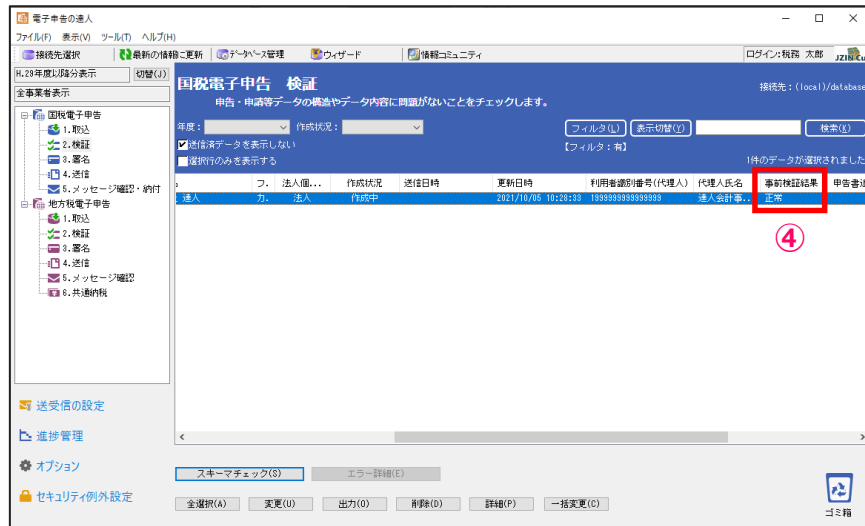 電子申告の達人
ファイル(F) 表示(V) ツール(T) ヘルプ(H)
接続先選択 最新の情報に更新 データベース管理 ウィザード 情報コミュニティ ログイン:税務 太郎
H.29年度以降分表示 切替(J)
全事業者表示
国税電子申告
1.取込
2.検証
3.署名
4.送信
5.メッセージ確認・納付
地方税電子申告
1.取込
2.検証
3.署名
4.送信
5.メッセージ確認
6.共通納税
送受信の設定
進捗管理
オプション
セキュリティ例外設定
国税電子申告 検証
接続先:(local)/database
申告・申請等データの構造やデータ内容に問題がないことをチェックします。
年度: 作成状況: フィルタ(L) 表示切替(Y) 検索(K)
送信済データを表示しない 【フィルタ:有】
選択行のみを表示する 1件のデータが選択されました
フ. 法人個... 作成状況 送信日時 更新日時 利用者識別番号(代理人) 代理人氏名 事前検証結果 申告書送
達人 カ. 法人 作成中 2021/10/05 10:28:33 1999999999999999 達人会計事.. 正常
④
スキーマチェック(S) エラー詳細(E)
全選択(A) 変更(U) 出力(O) 削除(D) 詳細(P) 一括変更(C)
ゴミ箱